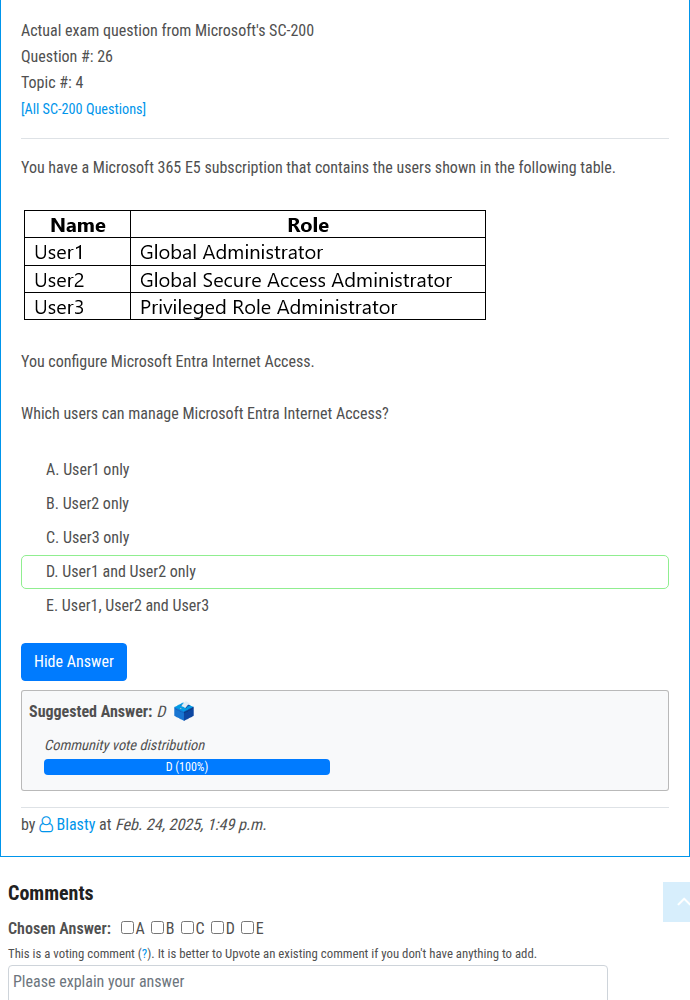 Actual exam question from Microsoft's SC-200
Question #: 26
Topic #: 4
[All SC-200 Questions]
You have a Microsoft 365 E5 subscription that contains the users shown in the following table.
Name Role
User1 Global Administrator
User2 Global Secure Access Administrator
User3 Privileged Role Administrator
You configure Microsoft Entra Internet Access.
Which users can manage Microsoft Entra Internet Access?
A. User1 only
B. User2 only
C. User3 only
D. User1 and User2 only
E. User1, User2 and User3
Hide Answer
Suggested Answer: D
Community vote distribution
D (100%)
by Blasty at Feb. 24, 2025, 1:49 p.m.
Comments
Chosen Answer: A B C D E
This is a voting comment (?). It is better to Upvote an existing comment if you don't have anything to add.
Please explain your answer